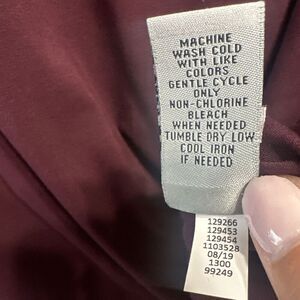 MACHINE
WASH COLD
WITH LIKE
COLORS
GENTLE CYCLE
ONLY
NON-CHLORINE
BLEACH
WHEN NEEDED
TUMBLE DRY LOW
COOL IRON
IF NEEDED
129266
129453
129454
1103528
08/19
1300
99249